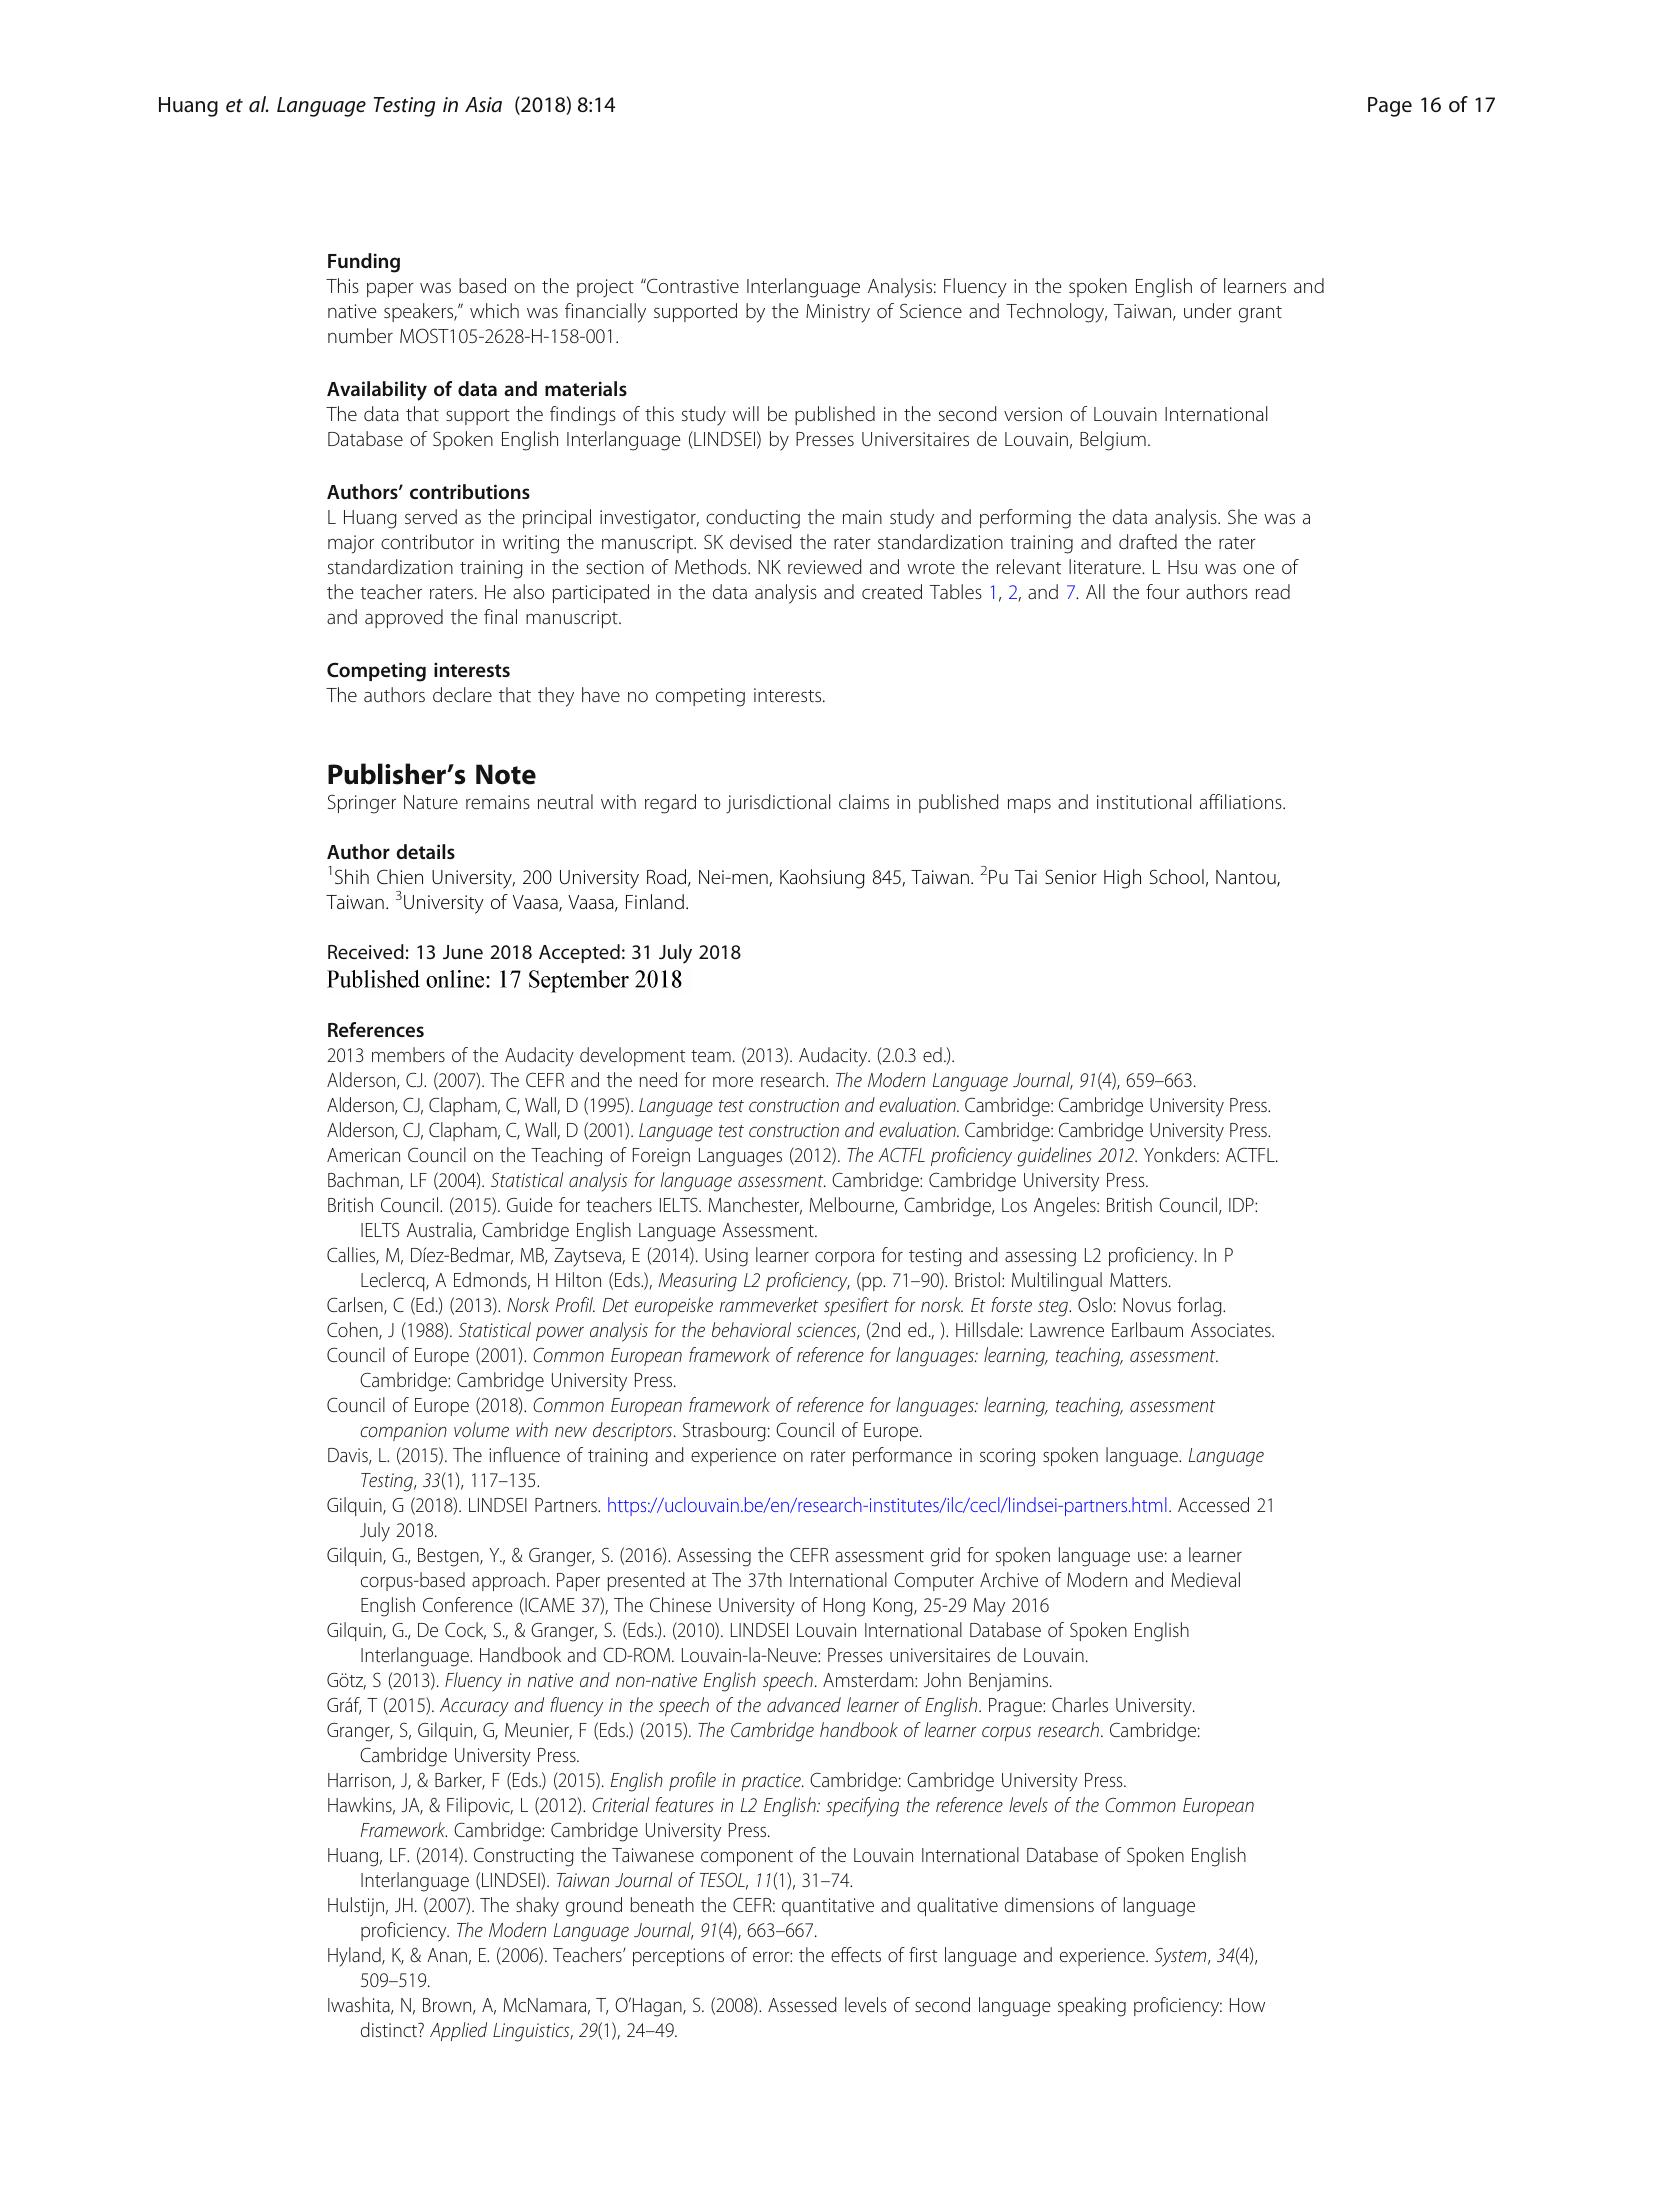 Huang et al. Language Testing in Asia (2018) 8:14
Page 16 of 17
Funding
This paper was based on the project “Contrastive Interlanguage Analysis: Fluency in the spoken English of learners and
native speakers,” which was financially supported by the Ministry of Science and Technology, Taiwan, under grant
number MOST105-2628-H-158-001.
Availability of data and materials
The data that support the findings of this study will be published in the second version of Louvain International
Database of Spoken English Interlanguage (LINDSEI) by Presses Universitaires de Louvain, Belgium.
Authors’ contributions
L Huang served as the principal investigator, conducting the main study and performing the data analysis. She was a
major contributor in writing the manuscript. SK devised the rater standardization training and drafted the rater
standardization training in the section of Methods. NK reviewed and wrote the relevant literature. L Hsu was one of
the teacher raters. He also participated in the data analysis and created Tables 1, 2, and 7. All the four authors read
and approved the final manuscript.
Competing interests
The authors declare that they have no competing interests.
Publisher’s Note
Springer Nature remains neutral with regard to jurisdictional claims in published maps and institutional affiliations.
Author details
1Shih Chien University, 200 University Road, Nei-men, Kaohsiung 845, Taiwan. 2Pu Tai Senior High School, Nantou,
Taiwan. 3University of Vaasa, Vaasa, Finland.
Received: 13 June 2018 Accepted: 31 July 2018
Published online: 17 September 2018
References
2013 members of the Audacity development team. (2013). Audacity. (2.0.3 ed.).
Alderson, CJ. (2007). The CEFR and the need for more research. The Modern Language Journal, 91(4), 659–663.
Alderson, CJ, Clapham, C, Wall, D (1995). Language test construction and evaluation. Cambridge: Cambridge University Press.
Alderson, CJ, Clapham, C, Wall, D (2001). Language test construction and evaluation. Cambridge: Cambridge University Press.
American Council on the Teaching of Foreign Languages (2012). The ACTFL proficiency guidelines 2012. Yonkders: ACTFL.
Bachman, LF (2004). Statistical analysis for language assessment. Cambridge: Cambridge University Press.
British Council. (2015). Guide for teachers IELTS. Manchester, Melbourne, Cambridge, Los Angeles: British Council, IDP:
IELTS Australia, Cambridge English Language Assessment.
Callies, M, Díez-Bedmar, MB, Zaytseva, E (2014). Using learner corpora for testing and assessing L2 proficiency. In P
Leclercq, A Edmonds, H Hilton (Eds.), Measuring L2 proficiency, (pp. 71–90). Bristol: Multilingual Matters.
Carlsen, C (Ed.) (2013). Norsk Profil. Det europeiske rammeverket spesifiert for norsk. Et forste steg. Oslo: Novus forlag.
Cohen, J (1988). Statistical power analysis for the behavioral sciences, (2nd ed., ). Hillsdale: Lawrence Earlbaum Associates.
Council of Europe (2001). Common European framework of reference for languages: learning, teaching, assessment.
Cambridge: Cambridge University Press.
Council of Europe (2018). Common European framework of reference for languages: learning, teaching, assessment
companion volume with new descriptors. Strasbourg: Council of Europe.
Davis, L. (2015). The influence of training and experience on rater performance in scoring spoken language. Language
Testing, 33(1), 117–135.
Gilquin, G (2018). LINDSEI Partners. https://uclouvain.be/en/research-institutes/ilc/cecl/lindsei-partners.html. Accessed 21
July 2018.
Gilquin, G., Bestgen, Y., & Granger, S. (2016). Assessing the CEFR assessment grid for spoken language use: a learner
corpus-based approach. Paper presented at The 37th International Computer Archive of Modern and Medieval
English Conference (ICAME 37), The Chinese University of Hong Kong, 25-29 May 2016
Gilquin, G., De Cock, S., & Granger, S. (Eds.). (2010). LINDSEI Louvain International Database of Spoken English
Interlanguage. Handbook and CD-ROM. Louvain-la-Neuve: Presses universitaires de Louvain.
Götz, S (2013). Fluency in native and non-native English speech. Amsterdam: John Benjamins.
Gráf, T (2015). Accuracy and fluency in the speech of the advanced learner of English. Prague: Charles University.
Granger, S, Gilquin, G, Meunier, F (Eds.) (2015). The Cambridge handbook of learner corpus research. Cambridge:
Cambridge University Press.
Harrison, J, & Barker, F (Eds.) (2015). English profile in practice. Cambridge: Cambridge University Press.
Hawkins, JA, & Filipovic, L (2012). Criterial features in L2 English: specifying the reference levels of the Common European
Framework. Cambridge: Cambridge University Press.
Huang, LF. (2014). Constructing the Taiwanese component of the Louvain International Database of Spoken English
Interlanguage (LINDSEI). Taiwan Journal of TESOL, 11(1), 31–74.
Hulstijn, JH. (2007). The shaky ground beneath the CEFR: quantitative and qualitative dimensions of language
proficiency. The Modern Language Journal, 91(4), 663–667.
Hyland, K, & Anan, E. (2006). Teachers’ perceptions of error: the effects of first language and experience. System, 34(4),
509–519.
Iwashita, N, Brown, A, McNamara, T, O’Hagan, S. (2008). Assessed levels of second language speaking proficiency: How
distinct? Applied Linguistics, 29(1), 24–49.